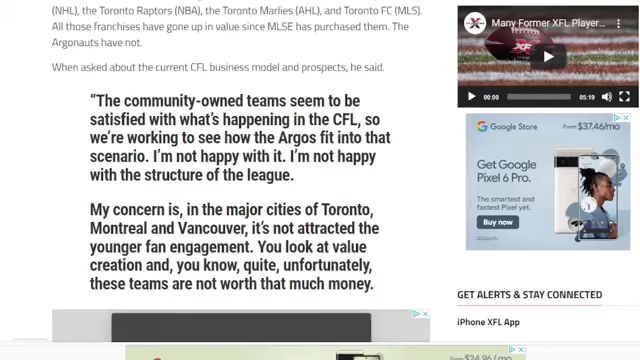 (NHL), the Toronto Raptors (NBA), the Toronto Marlies (AHL), and Toronto FC (MLS).
All those franchises have gone up in value since MLSE has purchased them. The
Argonauts have not.
When asked about the current CFL business model and prospects, he said.
“The community-owned teams seem to be
satisfied with what’s happening in the CFL, so
we’re working to see how the Argos fit into that
scenario. I’m not happy with it. I’m not happy
with the structure of the league.
My concern is, in the major cities of Toronto,
Montreal and Vancouver, it’s not attracted the
younger fan engagement. You look at value
creation and, you know, quite, unfortunately,
these teams are not worth that much money.
Many Former XFL Player...
XFL
00:00
05:19
Google Store
From $37.46/mo
Get Google
Pixel 6 Pro.
The smartest and
fastest Pixel yet.
Buy now
GET ALERTS & STAY CONNECTED
iPhone XFL App
Google Store
From $24.96 /mo